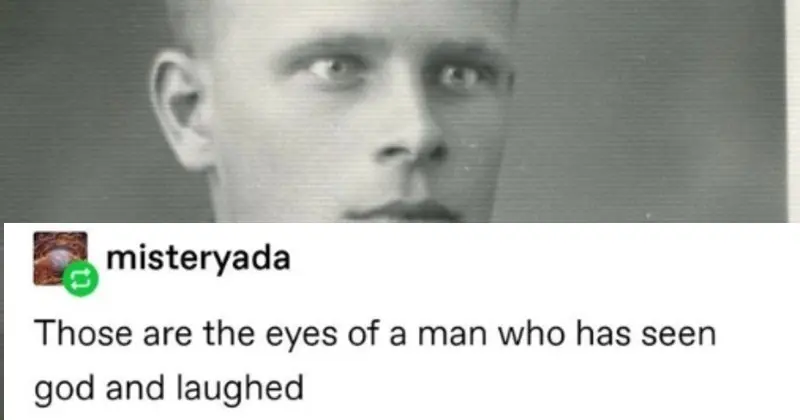 misteryada
Those are the eyes of a man who has seen
god and laughed